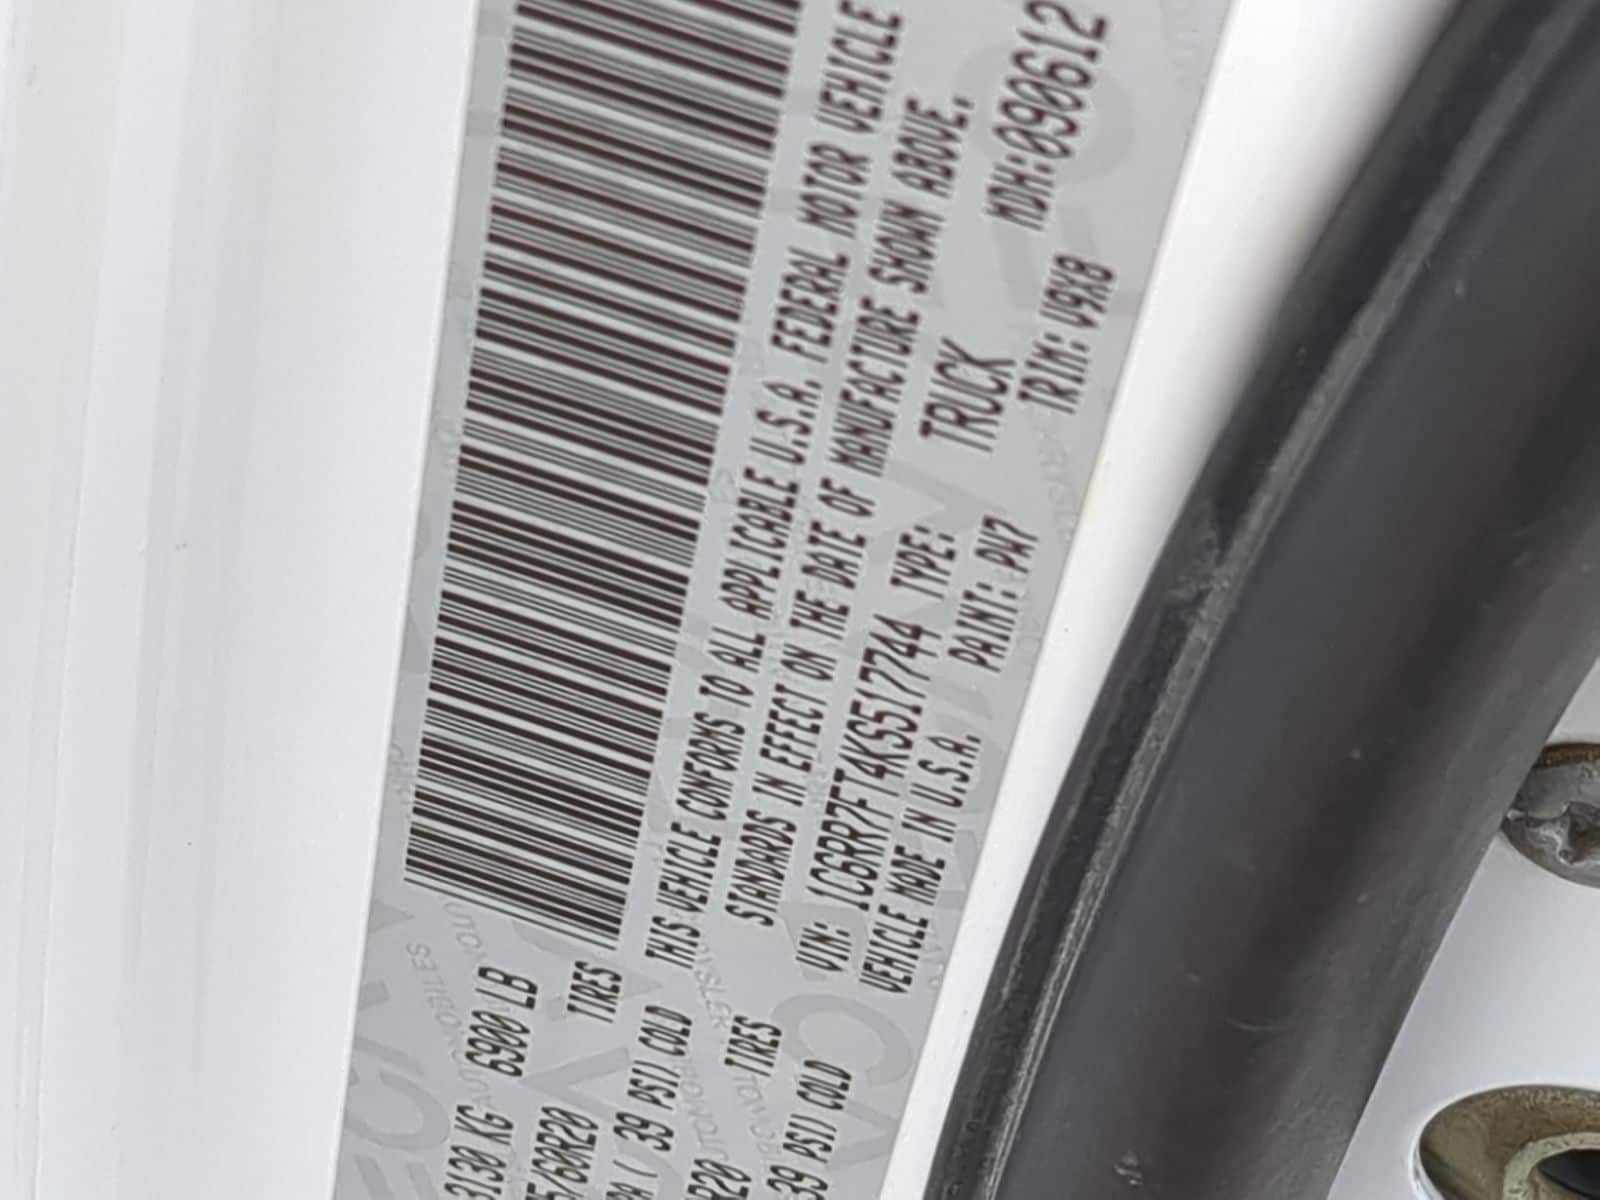 3130 KG 6900 LB
5/60R20 TIRES
PA ( 39 PSI) COLD
R20 TIRES
39 PSI) COLD
THIS VEHICLE CONFORMS TO ALL APPLICABLE U.S.A. FEDERAL MOTOR VEHICLE
STANDARDS IN EFFECT ON THE DATE OF MANUFACTURE SHOWN ABOVE.
VIN: 1C6RR7FT4KS517744 TYPE: TRUCK MDH:090612
VEHICLE MADE IN U.S.A. PAINT: PW7 TRIM: V9X8